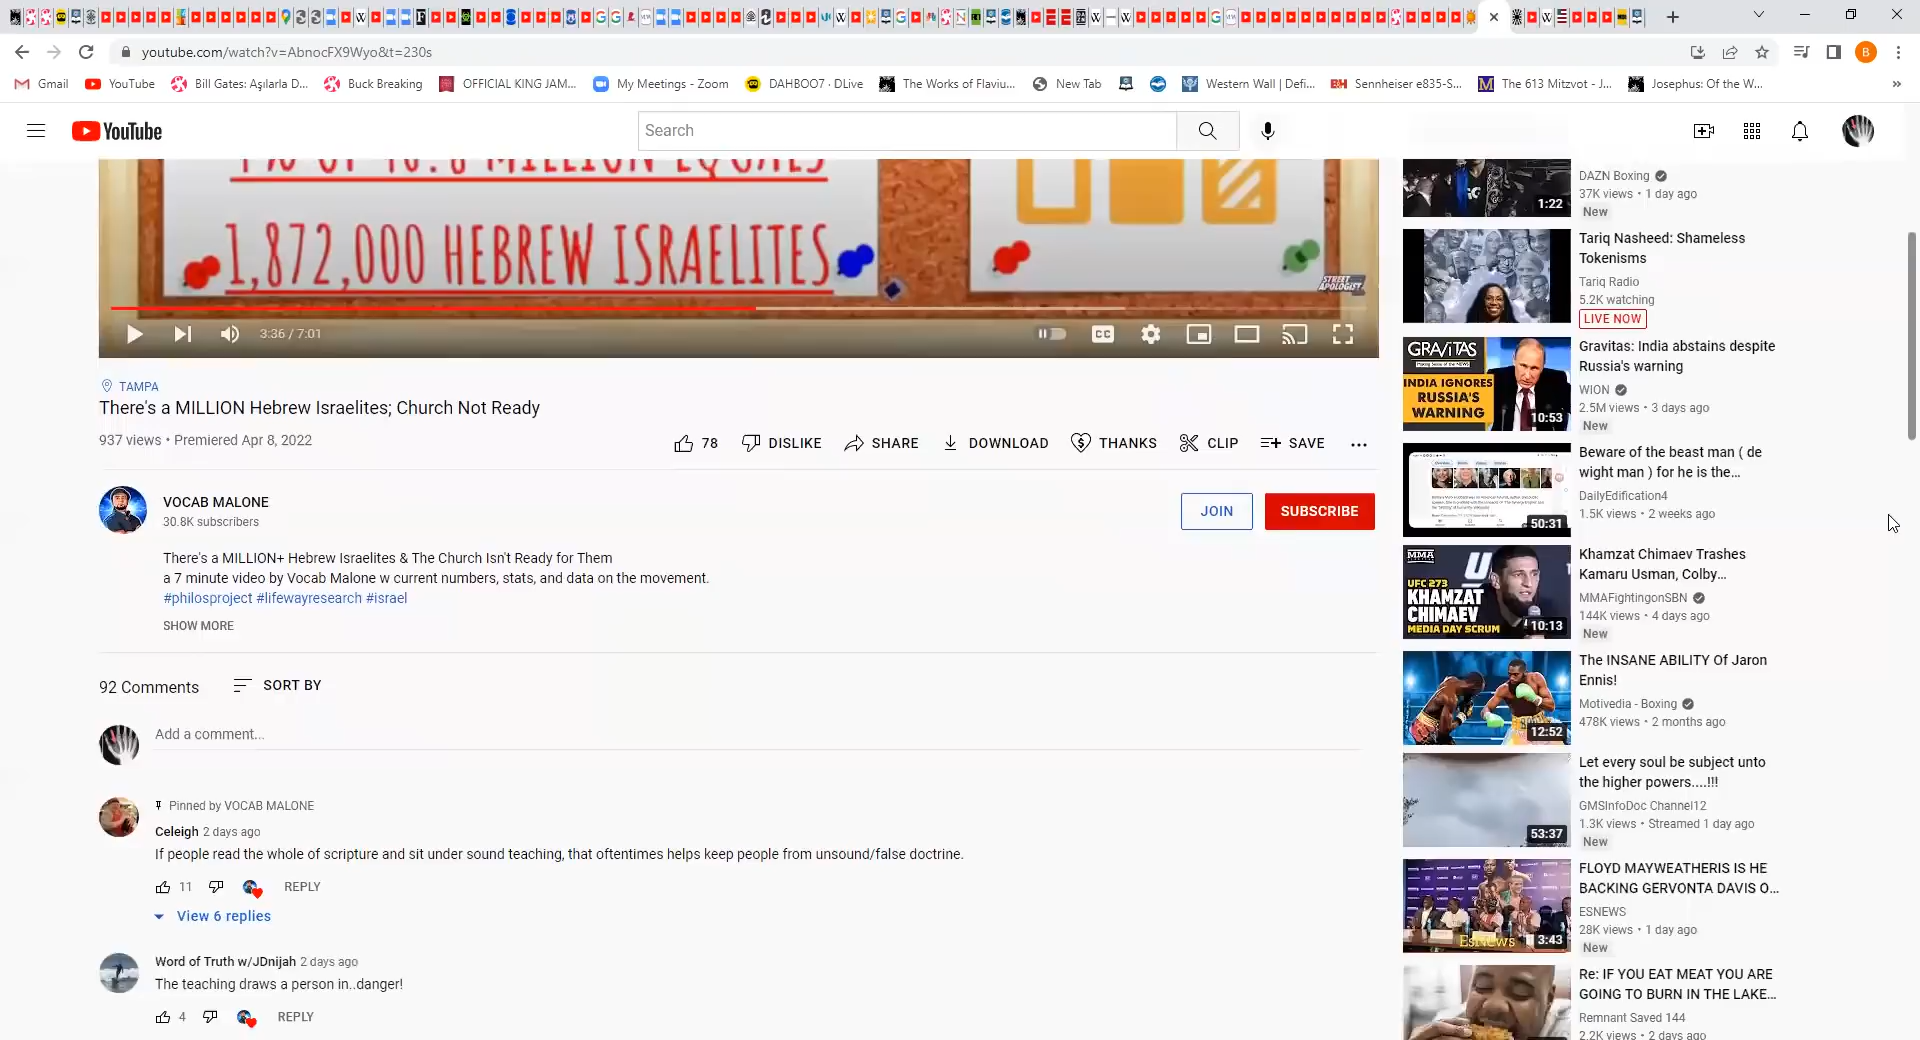 youtube.com/watch?v=AbnocFX9Wyo&t=230s
B
Gmail
YouTube
Bill Gates: Aşılarla D...
Buck Breaking
OFFICIAL KING JAM...
My Meetings - Zoom
DAHBOO7 · DLive
The Works of Flaviu...
New Tab
Western Wall | Defi...
Sennheiser e835-S...
The 613 Mitzvot - J...
Josephus: Of the W...
YouTube
Search
1,872,000 HEBREW ISRAELITES
STREET APOLOGIST
3:36 / 7:01
CC
TAMPA
There's a MILLION Hebrew Israelites; Church Not Ready
937 views • Premiered Apr 8, 2022
78
DISLIKE
SHARE
DOWNLOAD
THANKS
CLIP
SAVE
VOCAB MALONE
30.8K subscribers
JOIN
SUBSCRIBE
There's a MILLION+ Hebrew Israelites & The Church Isn't Ready for Them
a 7 minute video by Vocab Malone w current numbers, stats, and data on the movement.
#philosproject #lifewayresearch #israel
SHOW MORE
92 Comments
SORT BY
Add a comment...
Pinned by VOCAB MALONE
Celeigh 2 days ago
If people read the whole of scripture and sit under sound teaching, that oftentimes helps keep people from unsound/false doctrine.
11
REPLY
View 6 replies
Word of Truth w/JDnijah 2 days ago
The teaching draws a person in..danger!
4
REPLY
1:22
DAZN Boxing
37K views • 1 day ago
New
Tariq Nasheed: Shameless
Tokenisms
Tariq Radio
5.2K watching
LIVE NOW
GRAVITAS
INDIA IGNORES
RUSSIA'S
WARNING
10:53
Gravitas: India abstains despite
Russia's warning
WION
2.5M views • 3 days ago
New
50:31
Beware of the beast man ( de
wight man ) for he is the...
DailyEdification4
1.5K views • 2 weeks ago
MMA
UFC 273
KHAMZAT
CHIMAEV
MEDIA DAY SCRUM
10:13
Khamzat Chimaev Trashes
Kamaru Usman, Colby...
MMAFightingonSBN
144K views • 4 days ago
New
12:52
The INSANE ABILITY Of Jaron
Ennis!
Motivedia - Boxing
478K views • 2 months ago
53:37
Let every soul be subject unto
the higher powers....!!!
GMSInfoDoc Channel12
1.3K views • Streamed 1 day ago
New
EsNews
3:43
FLOYD MAYWEATHERIS IS HE
BACKING GERVONTA DAVIS O...
ESNEWS
28K views • 1 day ago
New
Re: IF YOU EAT MEAT YOU ARE
GOING TO BURN IN THE LAKE...
Remnant Saved 144
2.2K views • 2 days ago